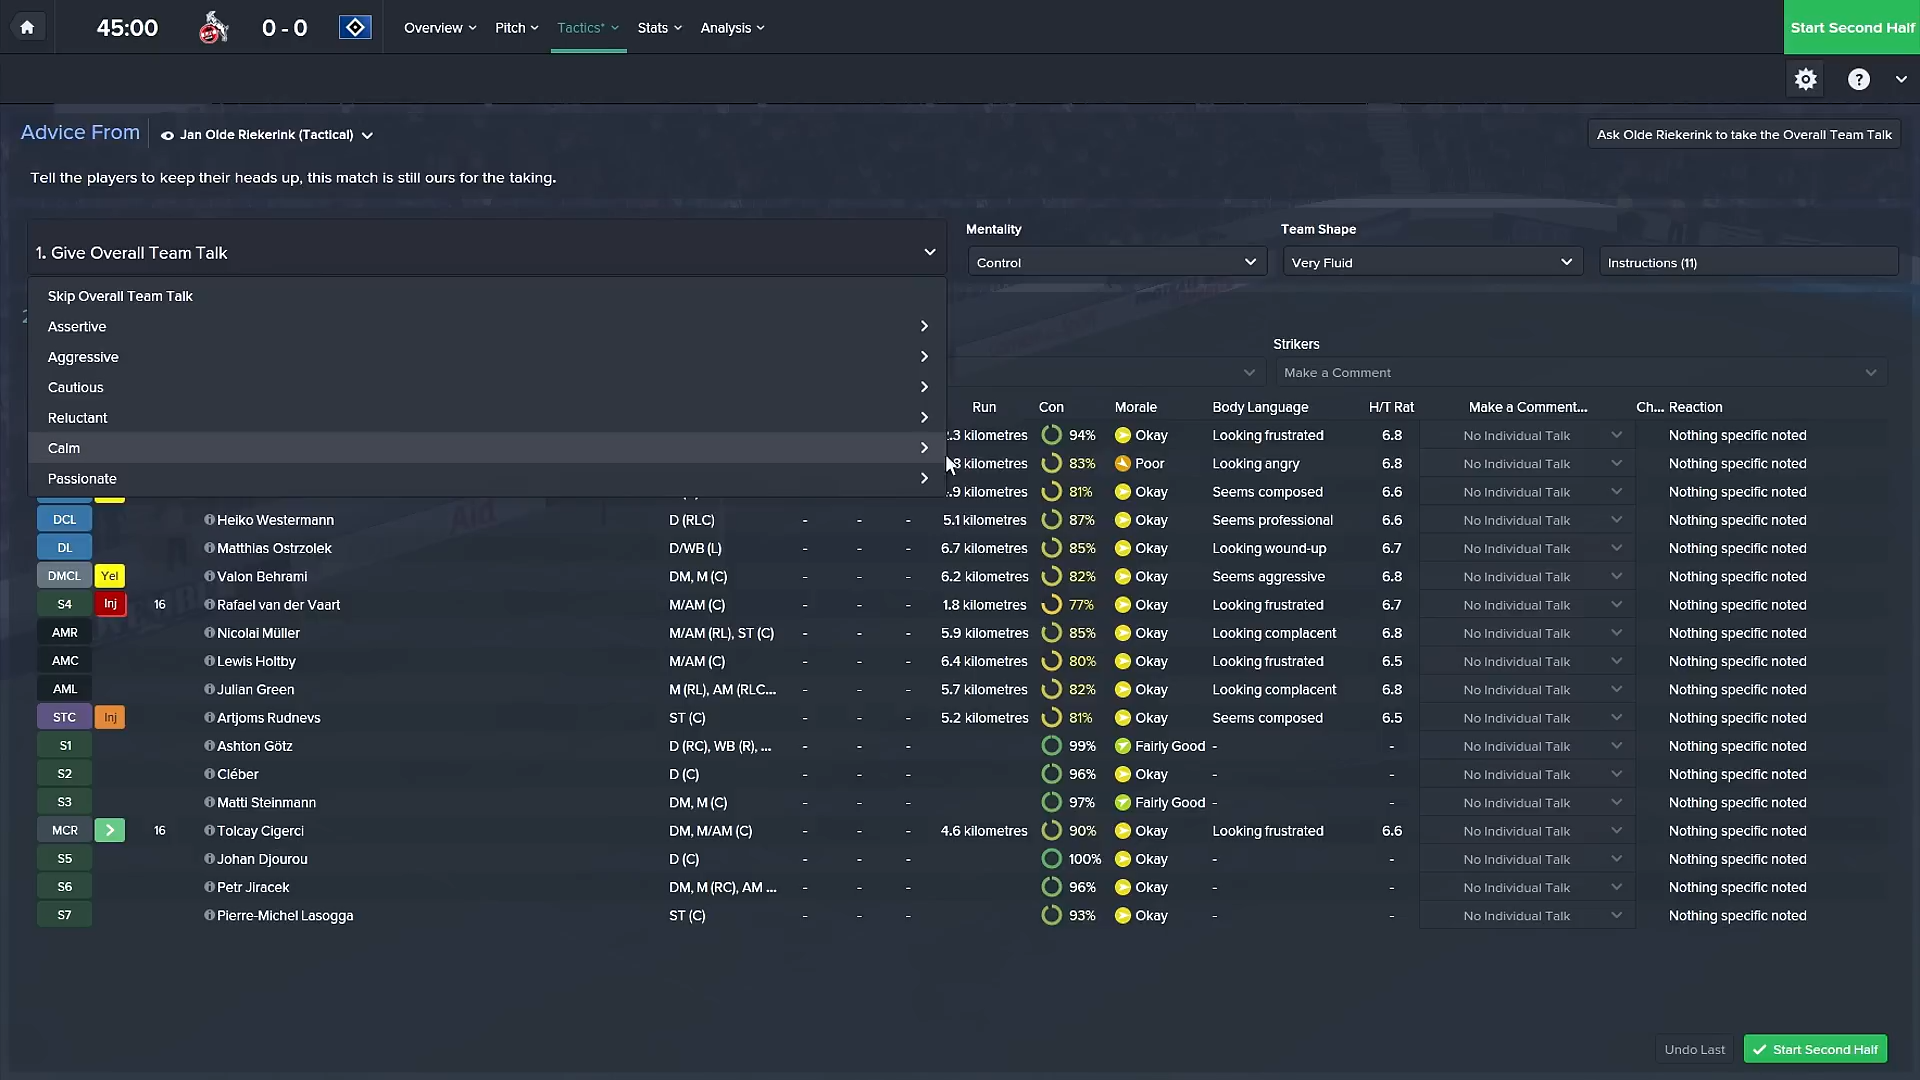 45:00 0 - 0 Overview Pitch Tactics* Stats Analysis Start Second Half
?
Advice From Jan Olde Riekerink (Tactical) Ask Olde Riekerink to take the Overall Team Talk
Tell the players to keep their heads up, this match is still ours for the taking.
Mentality Team Shape
1. Give Overall Team Talk Control Very Fluid Instructions (11)
Skip Overall Team Talk
Assertive
Aggressive
Cautious
Reluctant
Calm
Passionate
Strikers
Make a Comment
Run Con Morale Body Language H/T Rat Make a Comment... Ch... Reaction
.3 kilometres 94% Okay Looking frustrated 6.8 No Individual Talk Nothing specific noted
8 kilometres 83% Poor Looking angry 6.8 No Individual Talk Nothing specific noted
.9 kilometres 81% Okay Seems composed 6.6 No Individual Talk Nothing specific noted
DCL Heiko Westermann D (RLC) - - - 5.1 kilometres 87% Okay Seems professional 6.6 No Individual Talk Nothing specific noted
DL Matthias Ostrzolek D/WB (L) - - - 6.7 kilometres 85% Okay Looking wound-up 6.7 No Individual Talk Nothing specific noted
DMCL Yel Valon Behrami DM, M (C) - - - 6.2 kilometres 82% Okay Seems aggressive 6.8 No Individual Talk Nothing specific noted
S4 Inj 16 Rafael van der Vaart M/AM (C) - - - 1.8 kilometres 77% Okay Looking frustrated 6.7 No Individual Talk Nothing specific noted
AMR Nicolai Müller M/AM (RL), ST (C) - - - 5.9 kilometres 85% Okay Looking complacent 6.8 No Individual Talk Nothing specific noted
AMC Lewis Holtby M/AM (C) - - - 6.4 kilometres 80% Okay Looking frustrated 6.5 No Individual Talk Nothing specific noted
AML Julian Green M (RL), AM (RLC... - - - 5.7 kilometres 82% Okay Looking complacent 6.8 No Individual Talk Nothing specific noted
STC Inj Artjoms Rudnevs ST (C) - - - 5.2 kilometres 81% Okay Seems composed 6.5 No Individual Talk Nothing specific noted
S1 Ashton Götz D (RC), WB (R), ... - - - 99% Fairly Good - - No Individual Talk Nothing specific noted
S2 Cléber D (C) - - - 96% Okay - - No Individual Talk Nothing specific noted
S3 Matti Steinmann DM, M (C) - - - 97% Fairly Good - - No Individual Talk Nothing specific noted
MCR 16 Tolcay Cigerci DM, M/AM (C) - - - 4.6 kilometres 90% Okay Looking frustrated 6.6 No Individual Talk Nothing specific noted
S5 Johan Djourou D (C) - - - 100% Okay - - No Individual Talk Nothing specific noted
S6 Petr Jiracek DM, M (RC), AM ... - - - 96% Okay - - No Individual Talk Nothing specific noted
S7 Pierre-Michel Lasogga ST (C) - - - 93% Okay - - No Individual Talk Nothing specific noted
Undo Last Start Second Half